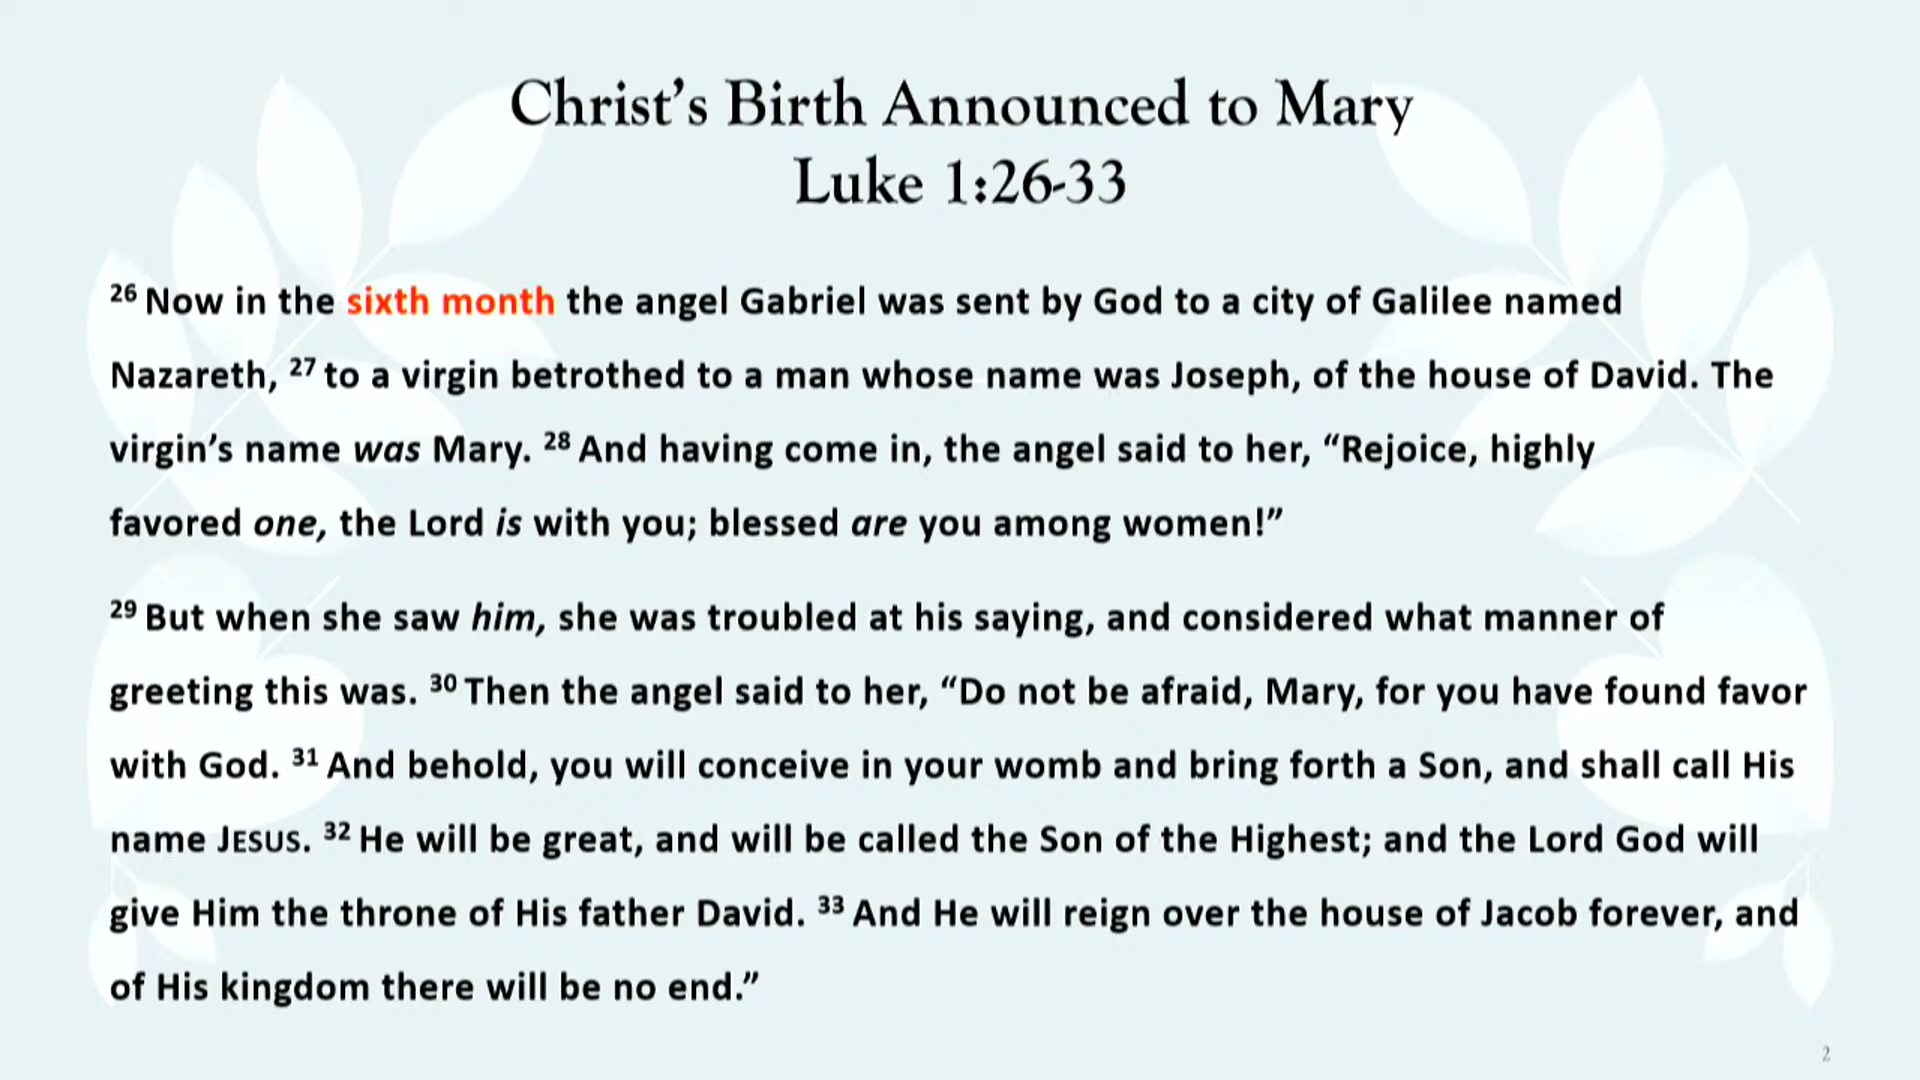 Christ’s Birth Announced to Mary
Luke 1:26-33
26 Now in the sixth month the angel Gabriel was sent by God to a city of Galilee named
Nazareth, 27 to a virgin betrothed to a man whose name was Joseph, of the house of David. The
virgin’s name was Mary. 28 And having come in, the angel said to her, “Rejoice, highly
favored one, the Lord is with you; blessed are you among women!”
29 But when she saw him, she was troubled at his saying, and considered what manner of
greeting this was. 30 Then the angel said to her, “Do not be afraid, Mary, for you have found favor
with God. 31 And behold, you will conceive in your womb and bring forth a Son, and shall call His
name JESUS. 32 He will be great, and will be called the Son of the Highest; and the Lord God will
give Him the throne of His father David. 33 And He will reign over the house of Jacob forever, and
of His kingdom there will be no end.”
2